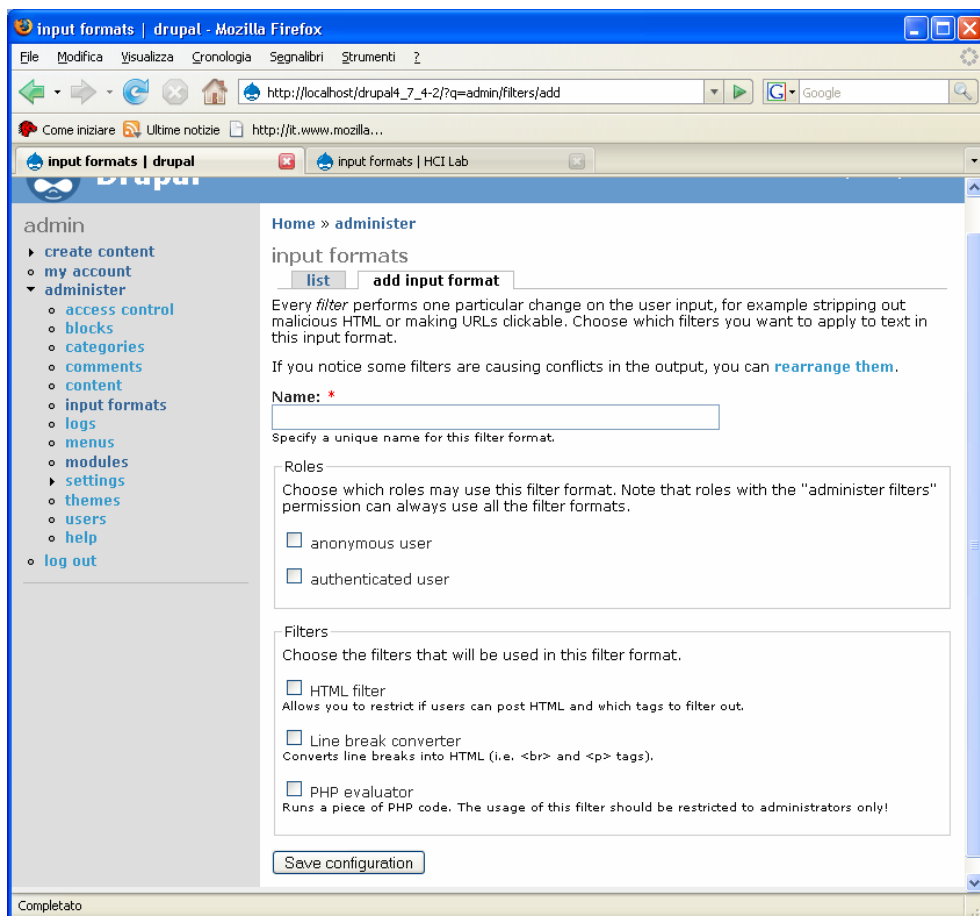 input formats | drupal - Mozilla Firefox
File Modifica Visualizza Cronologia Segnalibri Strumenti ?
http://localhost/drupal4_7_4-2/?q=admin/filters/add
G Google
Come iniziare Ultime notizie http://it.www.mozilla...
input formats | drupal input formats | HCI Lab
Drupal
admin
create content
my account
administer
access control
blocks
categories
comments
content
input formats
logs
menus
modules
settings
themes
users
help
log out
Home » administer
input formats
list add input format
Every filter performs one particular change on the user input, for example stripping out
malicious HTML or making URLs clickable. Choose which filters you want to apply to text in
this input format.
If you notice some filters are causing conflicts in the output, you can rearrange them.
Name: *
Specify a unique name for this filter format.
Roles
Choose which roles may use this filter format. Note that roles with the "administer filters"
permission can always use all the filter formats.
anonymous user
authenticated user
Filters
Choose the filters that will be used in this filter format.
HTML filter
Allows you to restrict if users can post HTML and which tags to filter out.
Line break converter
Converts line breaks into HTML (i.e. <br> and <p> tags).
PHP evaluator
Runs a piece of PHP code. The usage of this filter should be restricted to administrators only!
Save configuration
Completato